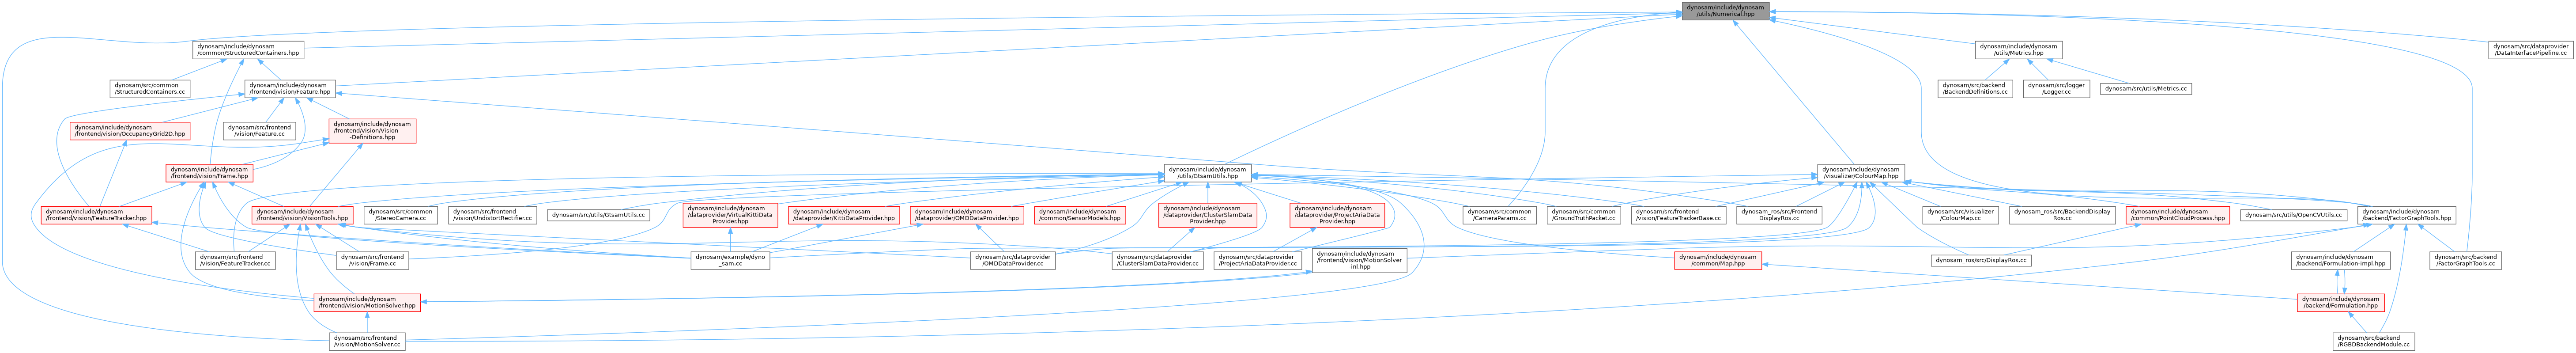 dynosam/include/dynosam
/utils/Numerical.hpp
dynosam/include/dynosam
/common/StructuredContainers.hpp
dynosam/include/dynosam
/utils/Metrics.hpp
dynosam/src/dataprovider
/DataInterfacePipeline.cc
dynosam/src/common
/StructuredContainers.cc
dynosam/include/dynosam
/frontend/vision/Feature.hpp
dynosam/src/backend
/BackendDefinitions.cc
dynosam/src/logger
/Logger.cc
dynosam/src/utils/Metrics.cc
dynosam/include/dynosam
/frontend/vision/OccupancyGrid2D.hpp
dynosam/src/frontend
/vision/Feature.cc
dynosam/include/dynosam
/frontend/vision/Vision
-Definitions.hpp
dynosam/include/dynosam
/frontend/vision/Frame.hpp
dynosam/include/dynosam
/utils/GtsamUtils.hpp
dynosam/include/dynosam
/visualizer/ColourMap.hpp
dynosam/include/dynosam
/frontend/vision/FeatureTracker.hpp
dynosam/include/dynosam
/frontend/vision/VisionTools.hpp
dynosam/src/common
/StereoCamera.cc
dynosam/src/frontend
/vision/UndistortRectifier.cc
dynosam/src/utils/GtsamUtils.cc
dynosam/include/dynosam
/dataprovider/VirtualKittiData
Provider.hpp
dynosam/include/dynosam
/dataprovider/KittiDataProvider.hpp
dynosam/include/dynosam
/dataprovider/OMDDataProvider.hpp
dynosam/include/dynosam
/common/SensorModels.hpp
dynosam/include/dynosam
/dataprovider/ClusterSlamData
Provider.hpp
dynosam/include/dynosam
/dataprovider/ProjectAriaData
Provider.hpp
dynosam/src/common
/CameraParams.cc
dynosam/src/common
/GroundTruthPacket.cc
dynosam/src/frontend
/vision/FeatureTrackerBase.cc
dynosam_ros/src/Frontend
DisplayRos.cc
dynosam/src/visualizer
/ColourMap.cc
dynosam_ros/src/BackendDisplay
Ros.cc
dynosam/include/dynosam
/common/PointCloudProcess.hpp
dynosam/src/utils/OpenCVUtils.cc
dynosam/include/dynosam
/backend/FactorGraphTools.hpp
dynosam/src/frontend
/vision/FeatureTracker.cc
dynosam/src/frontend
/vision/Frame.cc
dynosam/example/dyno
_sam.cc
dynosam/src/dataprovider
/OMDDataProvider.cc
dynosam/src/dataprovider
/ClusterSlamDataProvider.cc
dynosam/src/dataprovider
/ProjectAriaDataProvider.cc
dynosam/include/dynosam
/frontend/vision/MotionSolver
-inl.hpp
dynosam/include/dynosam
/common/Map.hpp
dynosam_ros/src/DisplayRos.cc
dynosam/include/dynosam
/backend/Formulation-impl.hpp
dynosam/src/backend
/FactorGraphTools.cc
dynosam/include/dynosam
/frontend/vision/MotionSolver.hpp
dynosam/include/dynosam
/backend/Formulation.hpp
dynosam/src/frontend
/vision/MotionSolver.cc
dynosam/src/backend
/RGBDBackendModule.cc